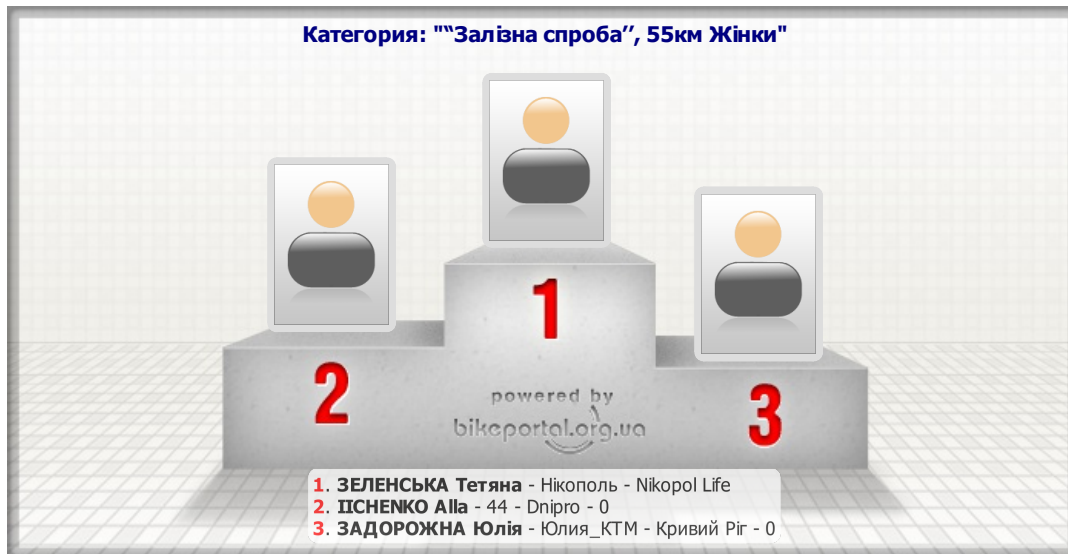 Категория: "“Залізна спроба”, 55км Жінки"
1
2
3
powered by
bikeportal.org.ua
1. ЗЕЛЕНСЬКА Тетяна - Нікополь - Nikopol Life
2. IICHENKO Alla - 44 - Dnipro - 0
3. ЗАДОРОЖНА Юлія - Юлия_КТМ - Кривий Ріг - 0